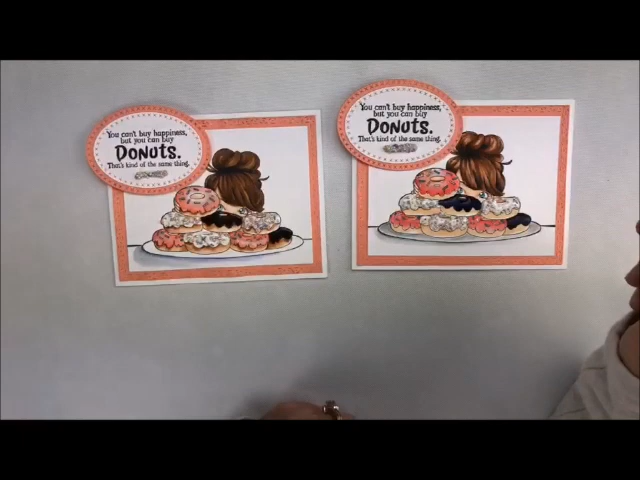 You can't buy happiness,
but you can buy
DONUTS.
That's kind of the same thing.
You can't buy happiness,
but you can buy
DONUTS.
That's kind of the same thing.